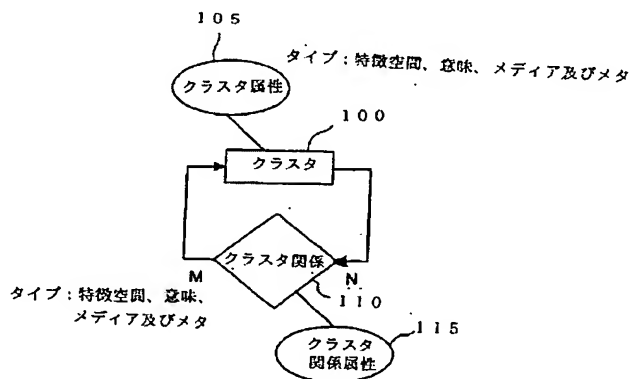 １０５
タイプ：特徴空間、意味、メディア及びメタ
クラスタ属性
１００
クラスタ
クラスタ関係
M
N
タイプ：特徴空間、意味、
メディア及びメタ
１１０
クラスタ
関係属性
１１５